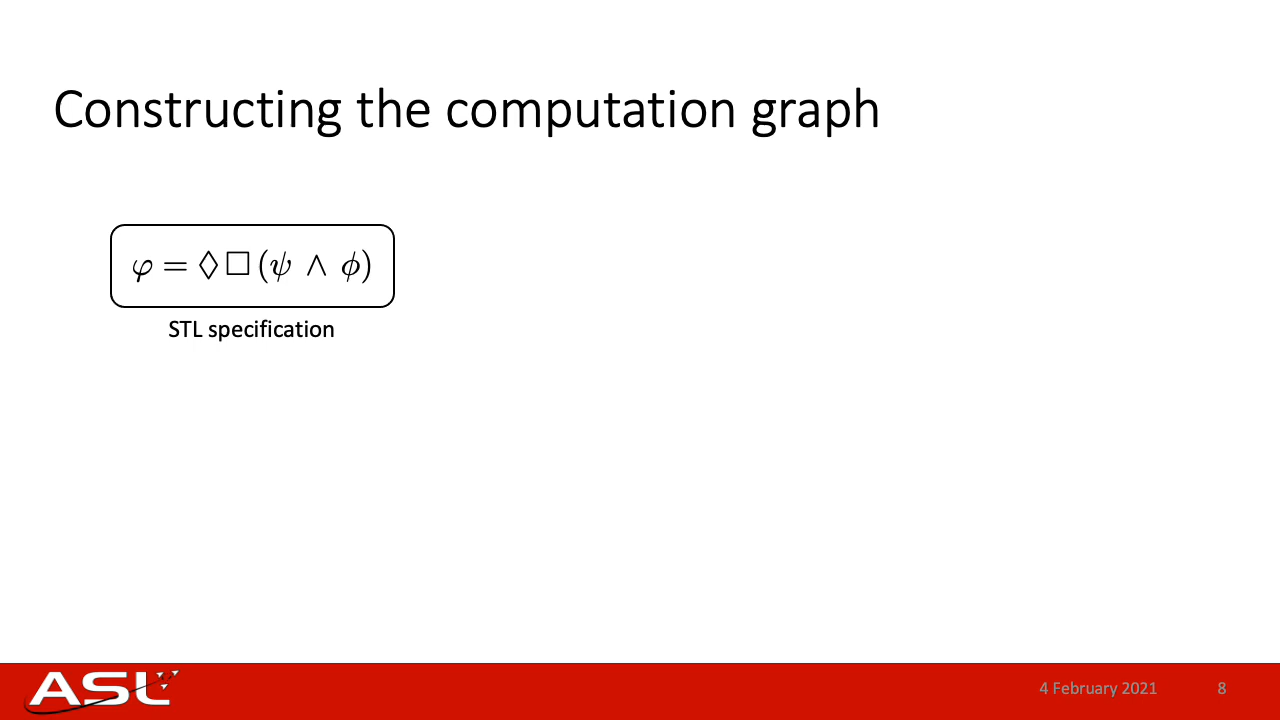 Constructing the computation graph
φ = ◊ □ (ψ ∧ ϕ)
STL specification
ASL
4 February 2021
8